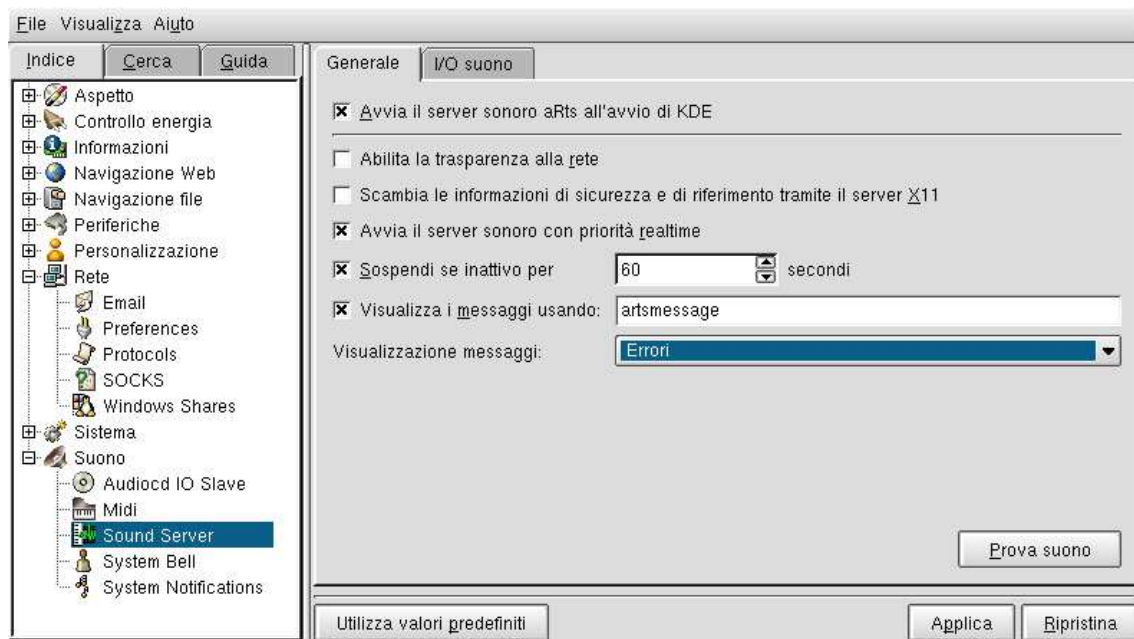 File Visualizza Aiuto
Indice Cerca Guida
Aspetto
Controllo energia
Informazioni
Navigazione Web
Navigazione file
Periferiche
Personalizzazione
Rete
Email
Preferences
Protocols
SOCKS
Windows Shares
Sistema
Suono
Audiocd IO Slave
Midi
Sound Server
System Bell
System Notifications
Generale I/O suono
Avvia il server sonoro aRts all'avvio di KDE
Abilita la trasparenza alla rete
Scambia le informazioni di sicurezza e di riferimento tramite il server X11
Avvia il server sonoro con priorità realtime
Sospendi se inattivo per 60 secondi
Visualizza i messaggi usando: artsmessage
Visualizzazione messaggi: Errori
Prova suono
Utilizza valori predefiniti Applica Ripristina